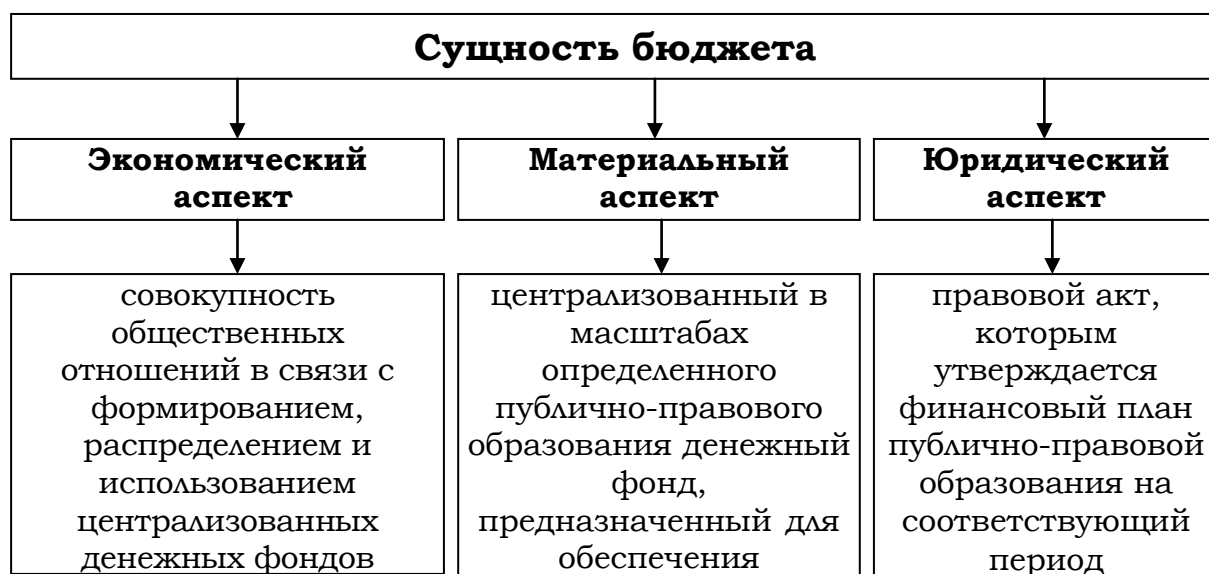 Сущность бюджета
Экономический
аспект
Материальный
аспект
Юридический
аспект
совокупность
общественных
отношений в связи с
формированием,
распределением и
использованием
централизованных
денежных фондов
централизованный в
масштабах
определенного
публично-правового
образования денежный
фонд,
предназначенный для
обеспечения
правовой акт,
которым
утверждается
финансовый план
публично-правовой
образования на
соответствующий
период